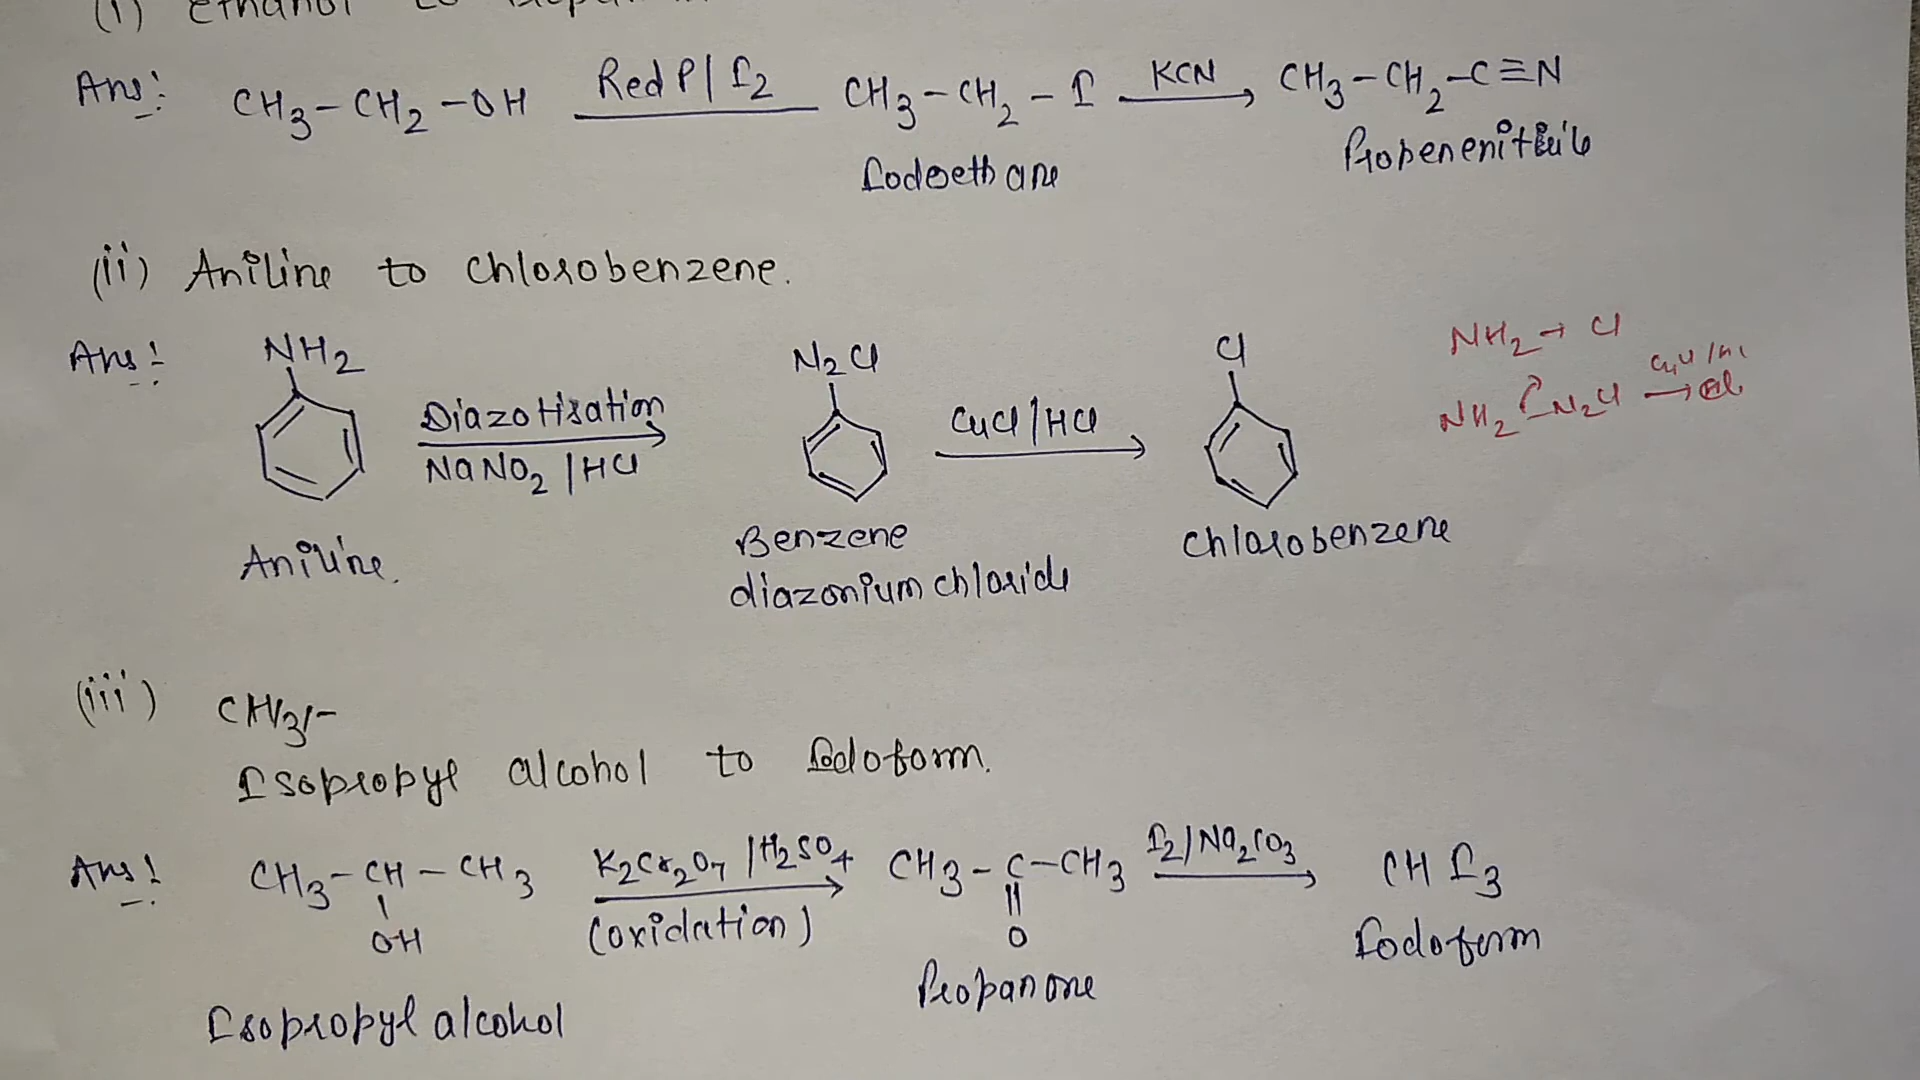 (i) Ethanol to
Ans: CH3-CH2-OH Red P/I2 CH3-CH2-I KCN CH3-CH2-C≡N
Iodoethane Propenenitrile
(ii) Aniline to chlorobenzene.
Ans: NH2 N2Cl Cl
Diazotisation CuCl/HCl
NaNO2/HCl
Aniline. Benzene diazonium chloride chlorobenzene
NH2 → Cl
NH2 N2Cl →
(iii) CH3-
Isopropyl alcohol to Iodoform.
Ans: CH3-CH-CH3 K2Cr2O7/H2SO4 CH3-C-CH3 I2/Na2CO3 CHI3
OH (oxidation) O Iodoform
Propanone
Isopropyl alcohol